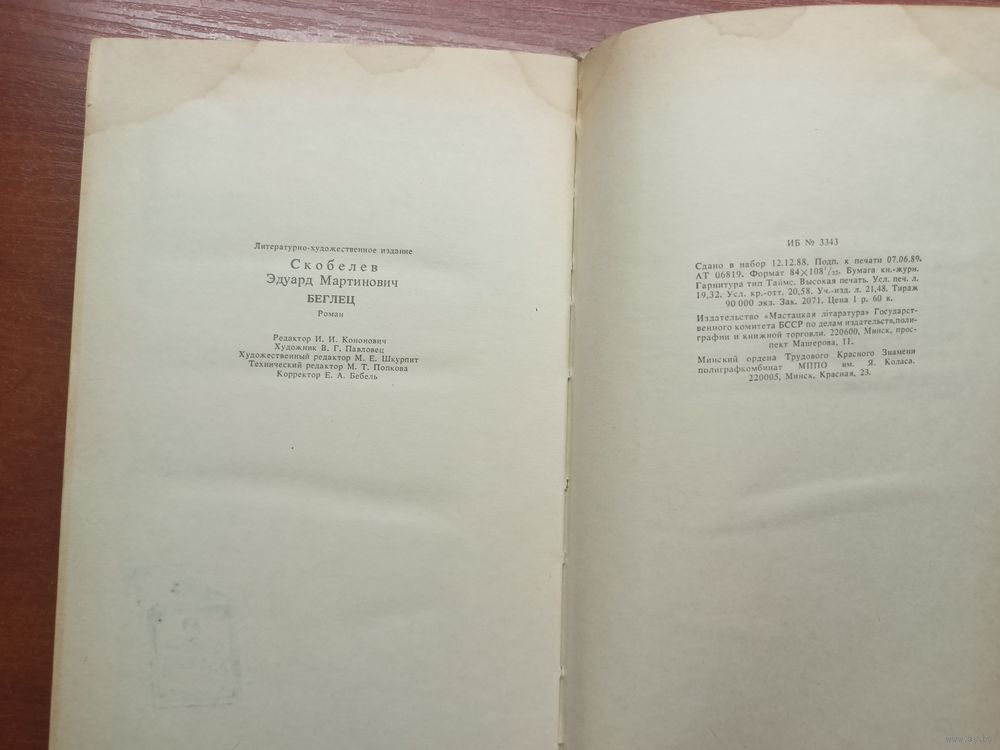 Литературно-художественное издание
Скобелев
Эдуард Мартинович
БЕГЛЕЦ
Роман
Редактор И. И. Кононович
Художник В. Г. Павловец
Художественный редактор М. Е. Шкурпит
Технический редактор М. Т. Попкова
Корректор Е. А. Бебель
ИБ № 3343
Сдано в набор 12.12.88. Подп. к печати 07.06.89.
АТ 06819. Формат 84×108¹/₃₂. Бумага кн.-журн.
Гарнитура тип Таймс. Высокая печать. Усл. печ. л.
19,32. Усл. кр.-отт. 20,58. Уч.-изд. л. 21,48. Тираж
90 000 экз. Зак. 2071. Цена 1 р. 60 к.
Издательство «Мастацкая літаратура» Государст-
венного комитета БССР по делам издательств,поли-
графии и книжной торговли. 220600, Минск, прос-
пект Машерова, 11.
Минский ордена Трудового Красного Знамени
полиграфкомбинат МППО им. Я. Коласа.
220005, Минск, Красная, 23.
www.ay.by